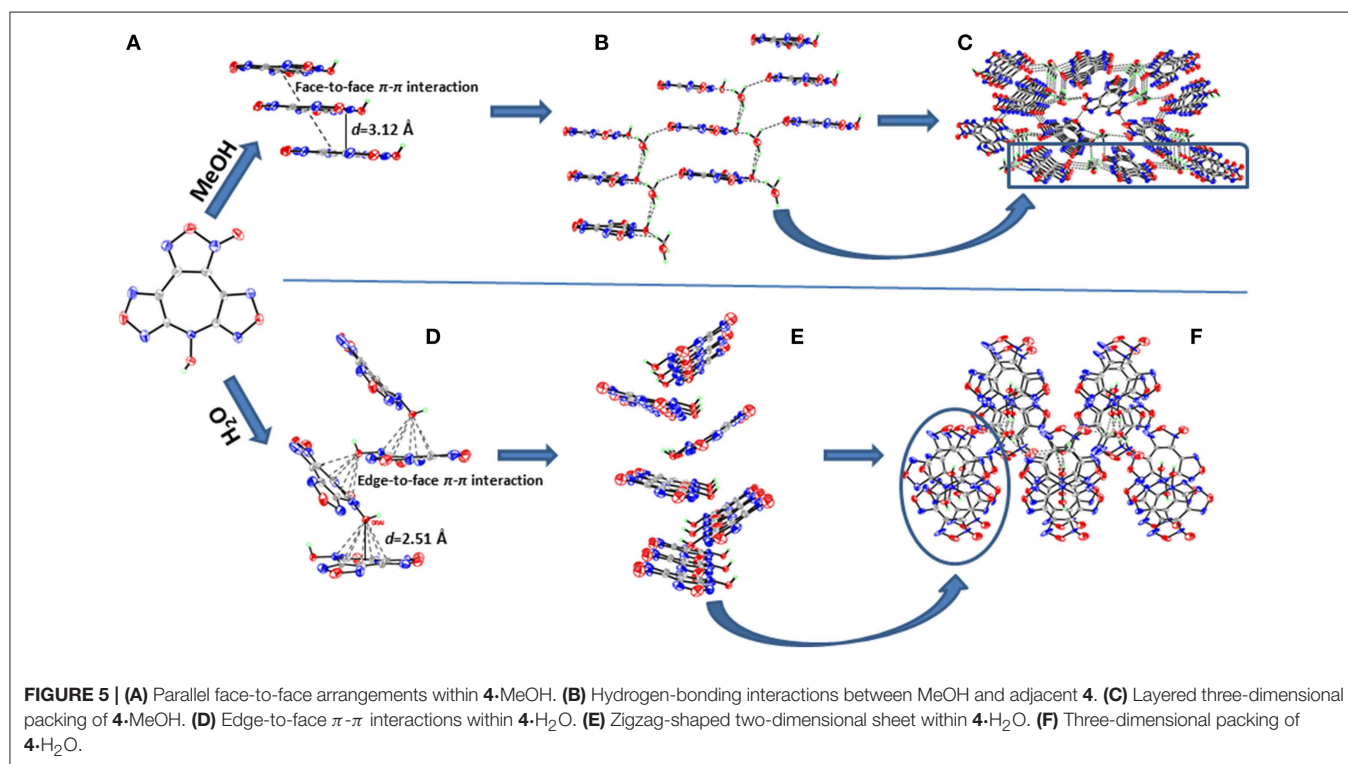 A
B
C
Face-to-face π-π interaction
d=3.12 Å
MeOH
H₂O
D
E
F
Edge-to-face π-π interaction
d=2.51 Å
FIGURE 5 | (A) Parallel face-to-face arrangements within 4·MeOH. (B) Hydrogen-bonding interactions between MeOH and adjacent 4. (C) Layered three-dimensional
packing of 4·MeOH. (D) Edge-to-face π-π interactions within 4·H₂O. (E) Zigzag-shaped two-dimensional sheet within 4·H₂O. (F) Three-dimensional packing of
4·H₂O.